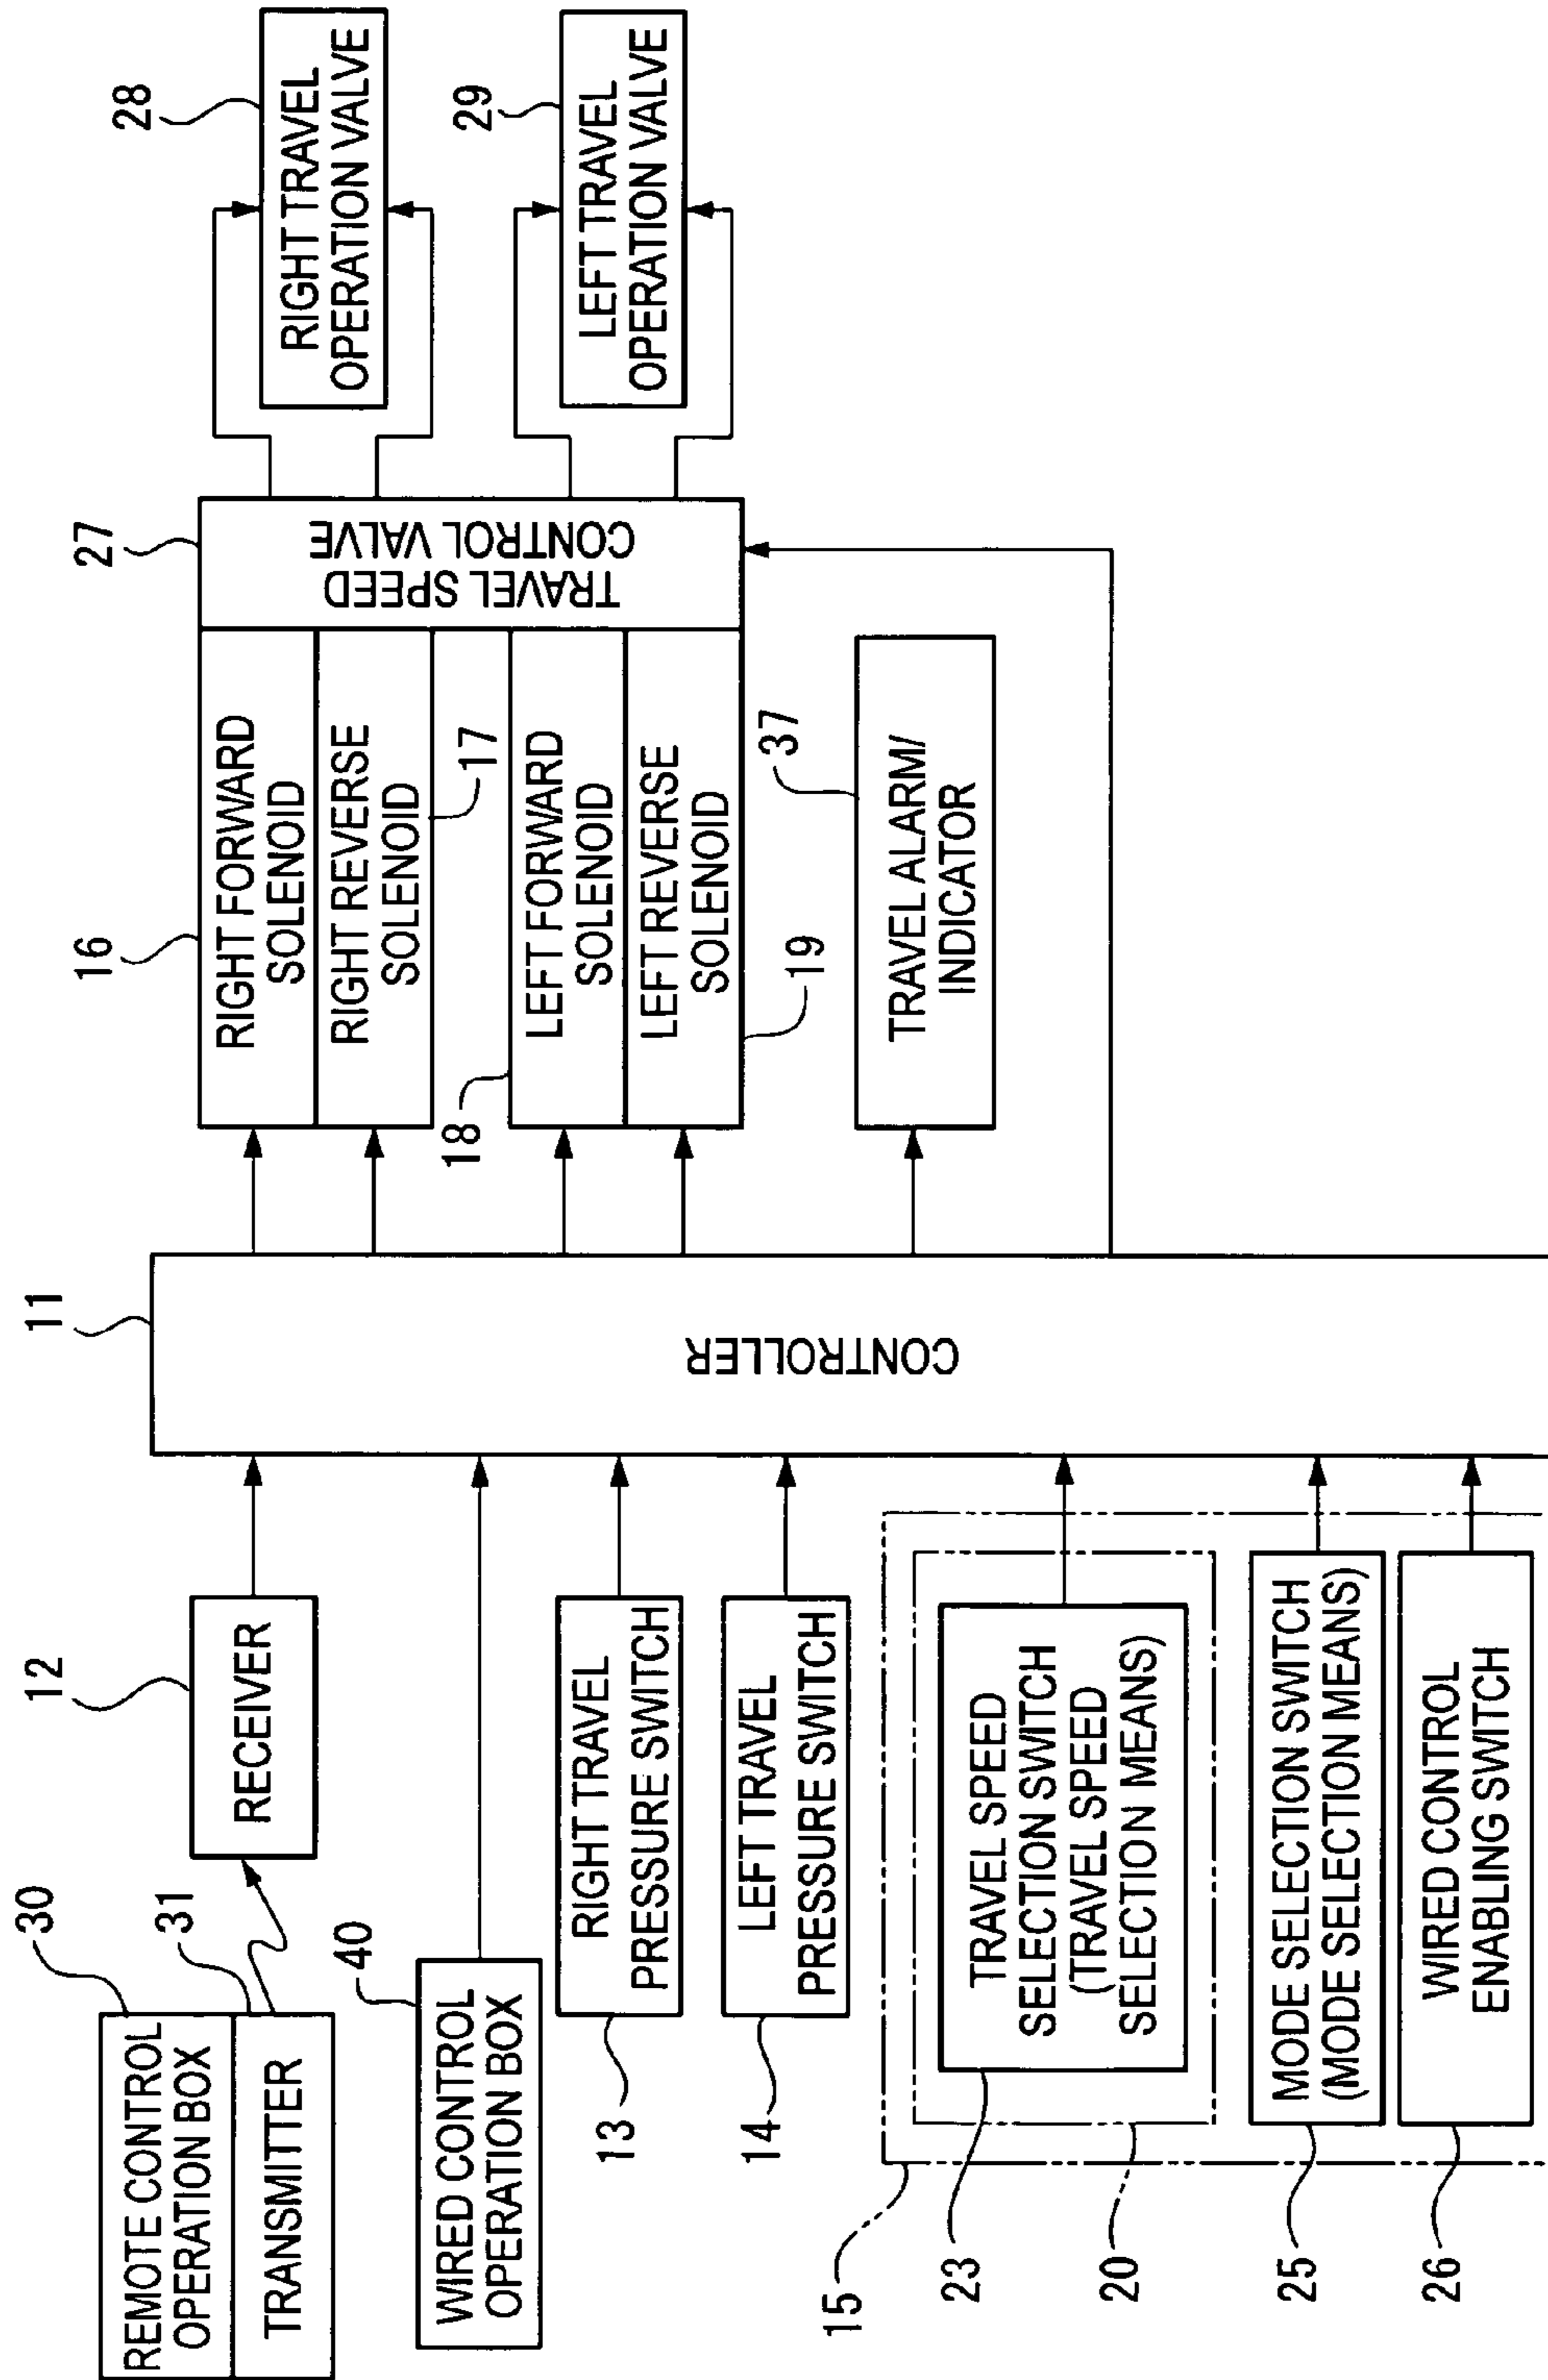 30
REMOTE CONTROL
OPERATION BOX
31
TRANSMITTER
12
RECEIVER
40
WIRED CONTROL
OPERATION BOX
13
RIGHT TRAVEL
PRESSURE SWITCH
14
LEFT TRAVEL
PRESSURE SWITCH
15
20
23
TRAVEL SPEED
SELECTION SWITCH
(TRAVEL SPEED
SELECTION MEANS)
25
MODE SELECTION SWITCH
(MODE SELECTION MEANS)
26
WIRED CONTROL
ENABLING SWITCH
11
CONTROLLER
16
RIGHT FORWARD
SOLENOID
17
RIGHT REVERSE
SOLENOID
18
LEFT FORWARD
SOLENOID
19
LEFT REVERSE
SOLENOID
27
TRAVEL SPEED
CONTROL VALVE
37
TRAVEL ALARM/
INDICATOR
28
RIGHT TRAVEL
OPERATION VALVE
29
LEFT TRAVEL
OPERATION VALVE